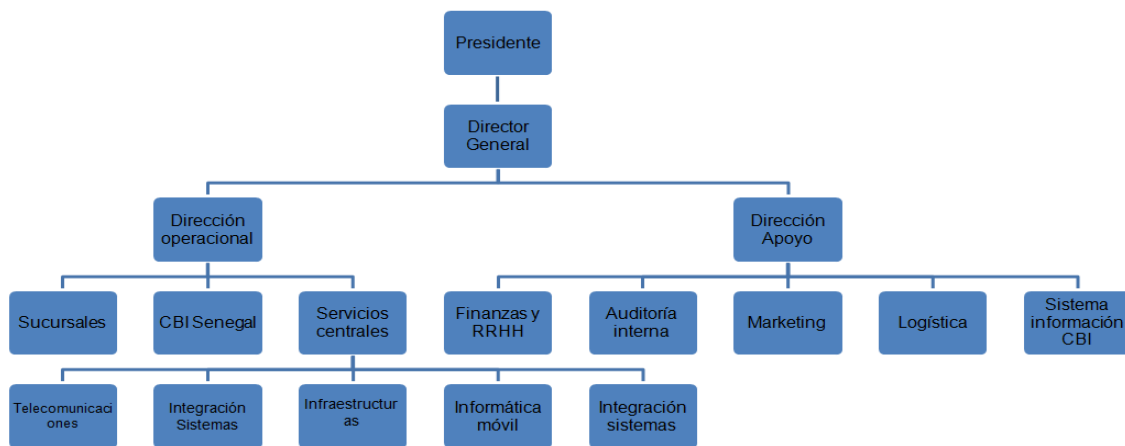 Presidente
Director
General
Dirección
operacional
Dirección
Apoyo
Sucursales
CBI Senegal
Servicios
centrales
Finanzas y
RRHH
Auditoría
interna
Marketing
Logística
Sistema
información
CBI
Telecomunicaci
ones
Integración
Sistemas
Infraestructur
as
Informática
móvil
Integración
sistemas